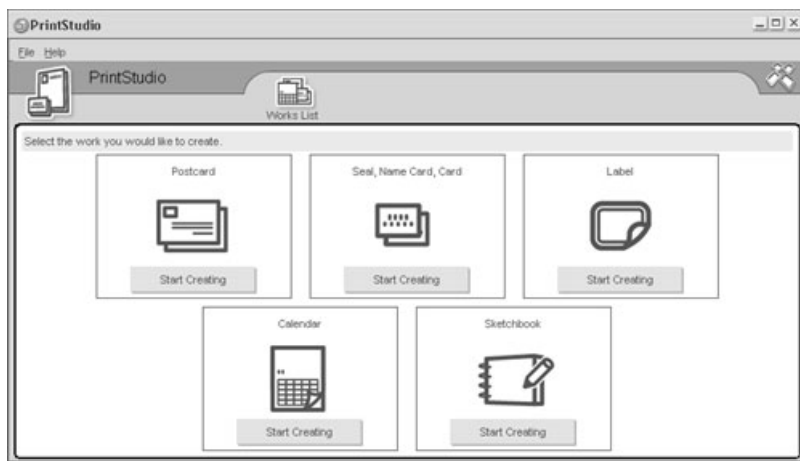 PrintStudio
File Help
PrintStudio
Works List
Select the work you would like to create.
Postcard
Seal, Name Card, Card
Label
Start Creating
Start Creating
Start Creating
Calendar
Sketchbook
Start Creating
Start Creating